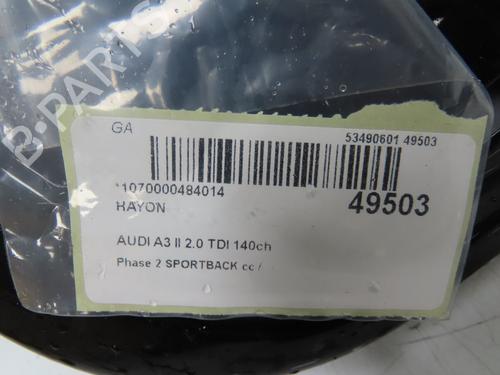 B-PARTS
GA
53490601 49503
*1070000484014
RAYON
49503
AUDI A3 II 2.0 TDI 140ch
Phase 2 SPORTBACK cc /